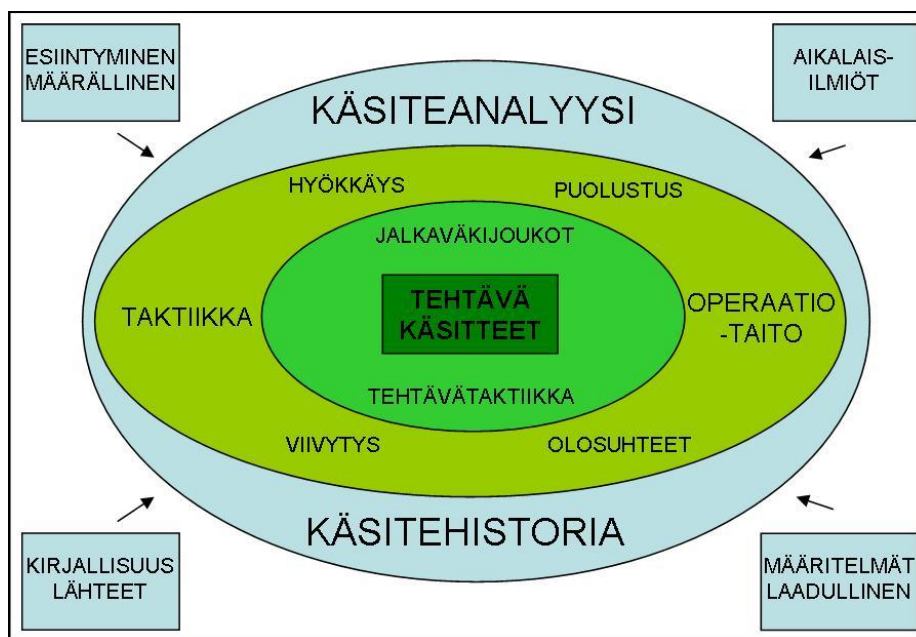 ESIINTYMINEN
MÄÄRÄLLINEN
AIKALAIS-
ILMIÖT
KÄSITEANALYYSI
HYÖKKÄYS
PUOLUSTUS
JALKAVÄKIJOUKOT
TAKTIIKKA
TEHTÄVÄ
KÄSITTEET
OPERAATIO
-TAITO
TEHTÄVÄTAKTIIKKA
VIIVYTYS
OLOSUHTEET
KÄSITEHISTORIA
KIRJALLISUUS
LÄHTEET
MÄÄRITELMÄT
LAADULLINEN